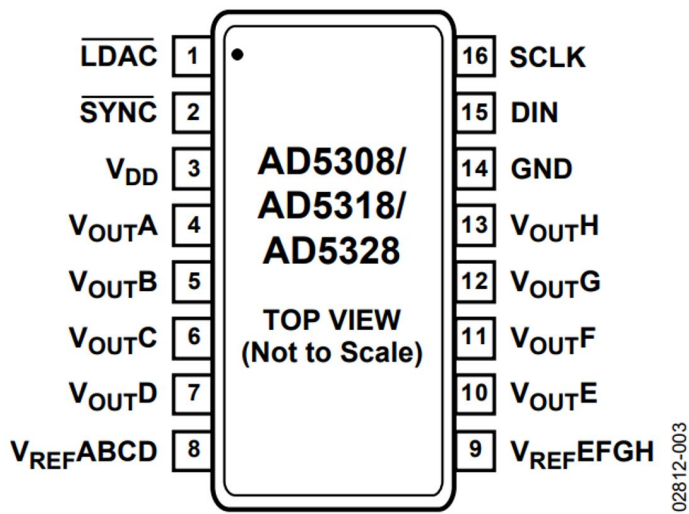 LDAC 1
SYNC 2
VDD 3
VOUTA 4
VOUTB 5
VOUTC 6
VOUTD 7
VREFABCD 8
AD5308/
AD5318/
AD5328
TOP VIEW
(Not to Scale)
16 SCLK
15 DIN
14 GND
13 VOUTH
12 VOUTG
11 VOUTF
10 VOUTE
9 VREFEFGH
02812-003